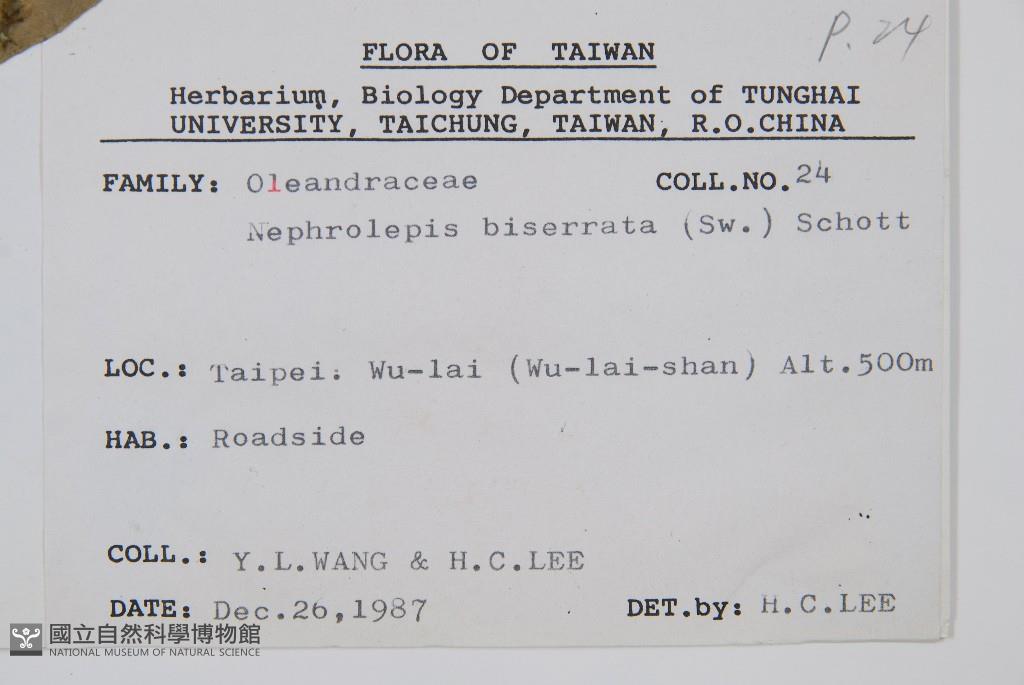 P. 24
FLORA OF TAIWAN
Herbarium, Biology Department of TUNGHAI
UNIVERSITY, TAICHUNG, TAIWAN, R.O.CHINA
FAMILY: Oleandraceae COLL.NO. 24
Nephrolepis biserrata (Sw.) Schott
LOC.: Taipei: Wu-lai (Wu-lai-shan) Alt.500m
HAB.: Roadside
COLL.: Y.L.WANG & H.C.LEE
DATE: Dec.26,1987 DET.by: H.C.LEE
國立自然科學博物館
NATIONAL MUSEUM OF NATURAL SCIENCE